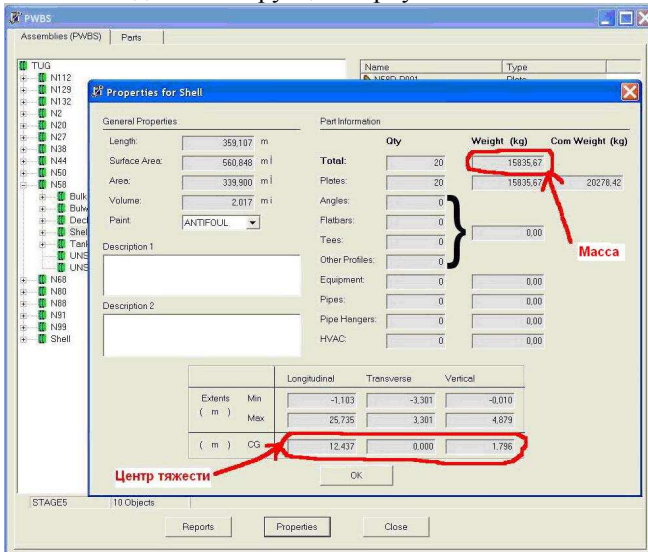 PWBS
Assemblies (PWBS) Parts
TUG
N112
N129
N132
N2
N20
N27
N38
N44
N50
N58
Bulk
Bulw
Deck
Shel
Tank
UNS
UNS
N68
N80
N88
N91
N99
Shell
Name Type
Properties for Shell
General Properties
Length: 359,107 m
Surface Area: 560,848 m
Area: 339,900 m
Volume: 2,017 m
Paint: ANTIFOUL
Description 1
Description 2
Part Information
Qty Weight (kg) Com Weight (kg)
Total: 20 15835,67
Plates: 20 15835,67 20278,42
Angles: 0
Flatbars: 0
Tees: 0
0,00
Other Profiles: 0
Масса
Equipment: 0 0,00
Pipes: 0 0,00
Pipe Hangers: 0 0,00
HVAC: 0 0,00
Longitudinal Transverse Vertical
Extents Min -1,103 -3,301 -0,010
( m ) Max 25,735 3,301 4,879
( m ) CG 12,437 0,000 1,796
Центр тяжести
OK
STAGE5 10 Objects
Reports Properties Close